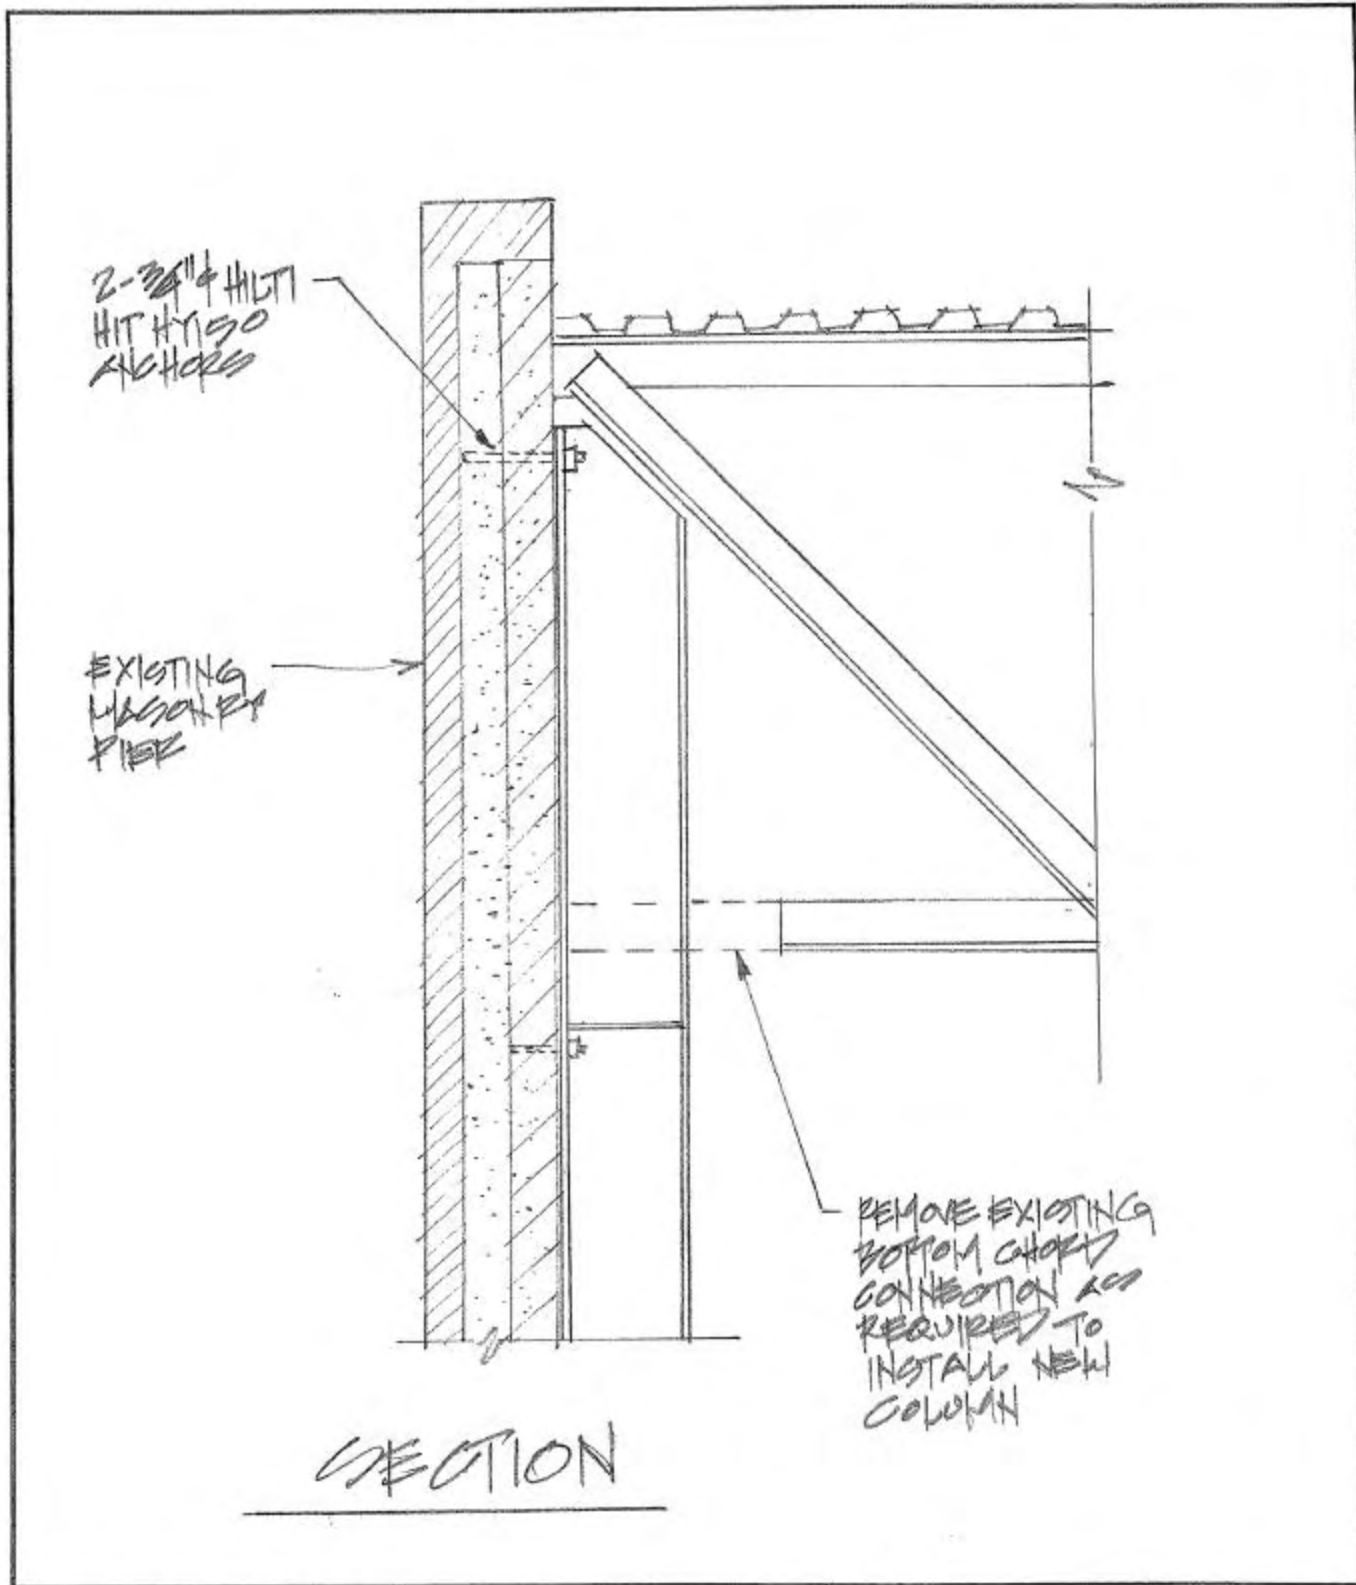 2-3/4"⌀ HILTI
HIT HY150
ANCHORS
EXISTING
MASONRY
PIER
REMOVE EXISTING
BOTTOM CHORD
CONNECTION AS
REQUIRED TO
INSTALL NEW
COLUMN
SECTION